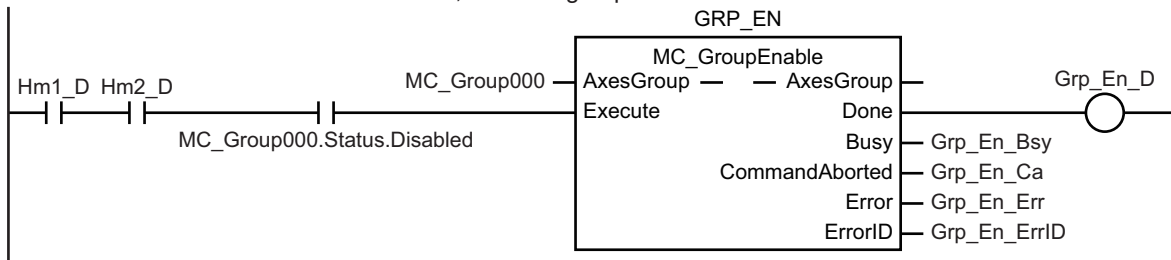 GRP_EN
MC_GroupEnable
MC_Group000 AxesGroup AxesGroup
Hm1_D Hm2_D Grp_En_D
Execute Done
MC_Group000.Status.Disabled
Busy Grp_En_Bsy
CommandAborted Grp_En_Ca
Error Grp_En_Err
ErrorID Grp_En_ErrID